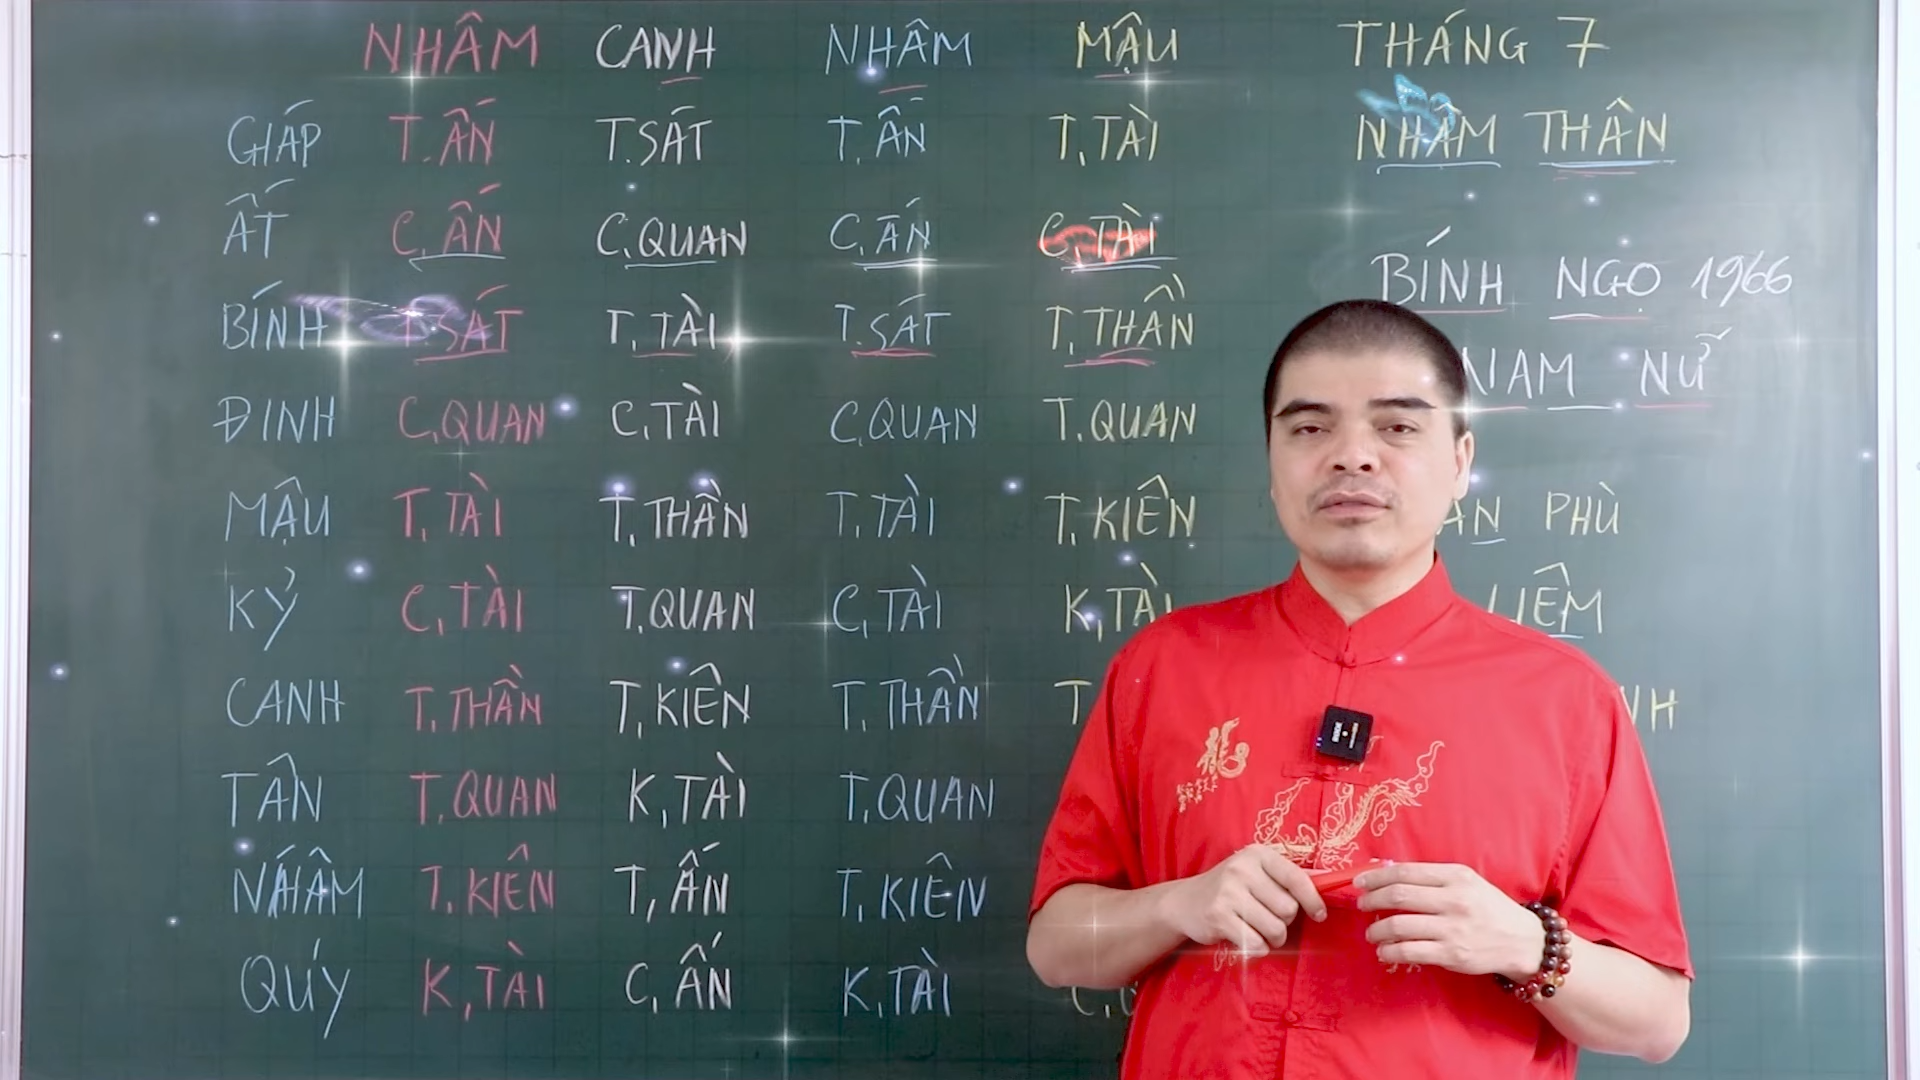 NHÂM CANH NHÂM MẬU THÁNG 7
GIÁP T.ẤN T.SÁT T.ẤN T.TÀI NHÂM THÂN
ẤT C.ẤN C.QUAN C.ẤN C.TÀI
BÍNH NGỌ 1966
BÍNH T.SÁT T.TÀI T.SÁT T.THẦN
NAM NỮ
ĐINH C.QUAN C.TÀI C.QUAN T.QUAN
MẬU T.TÀI T.THẦN T.TÀI T.KIÊN PHÙ
KỶ C.TÀI T.QUAN C.TÀI K.TÀI
CANH T.THẦN T.KIÊN T.THẦN
TÂN T.QUAN K.TÀI T.QUAN
NHÂM T.KIÊN T.ẤN T.KIÊN
QUÝ K.TÀI C.ẤN K.TÀI
龍